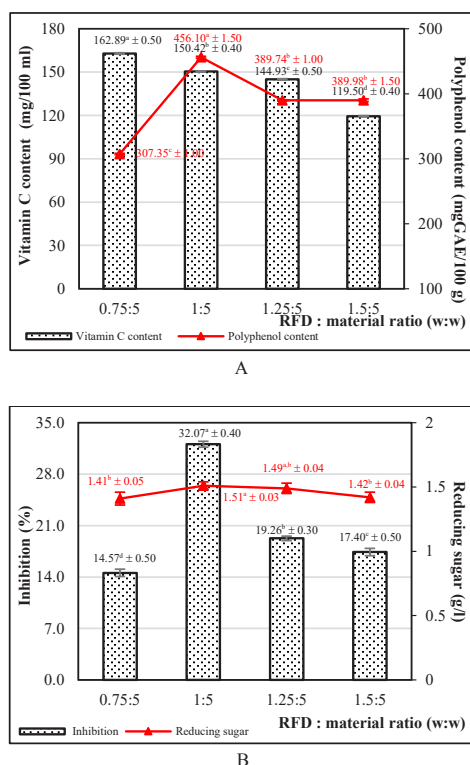 180
150
120
90
60
30
0
Vitamin C content (mg/100 ml)
500
400
300
200
100
Polyphenol content
(mgGAE/100 g)
162.89ᵃ ± 0.50
456.10ᵃ ± 1.50
150.42ᵇ ± 0.40
389.74ᵇ ± 1.00
144.93ᶜ ± 0.50
389.98ᵇ ± 1.50
119.50ᵈ ± 0.40
307.35ᶜ ± 1.00
0.75:5 1:5 1.25:5 1.5:5
RFD : material ratio (w:w)
Vitamin C content Polyphenol content
A
35.0
28.0
21.0
14.0
7.0
0.0
Inhibition (%)
2
1.5
1
0.5
0
Reducing sugar
(g/l)
32.07ᵃ ± 0.40
1.41ᵇ ± 0.05
1.49ᵃ,ᵇ ± 0.04
1.51ᵃ ± 0.03
1.42ᵇ ± 0.04
19.26ᵇ ± 0.30
17.40ᶜ ± 0.50
14.57ᵈ ± 0.50
0.75:5 1:5 1.25:5 1.5:5
RFD : material ratio (w:w)
Inhibition Reducing sugar
B